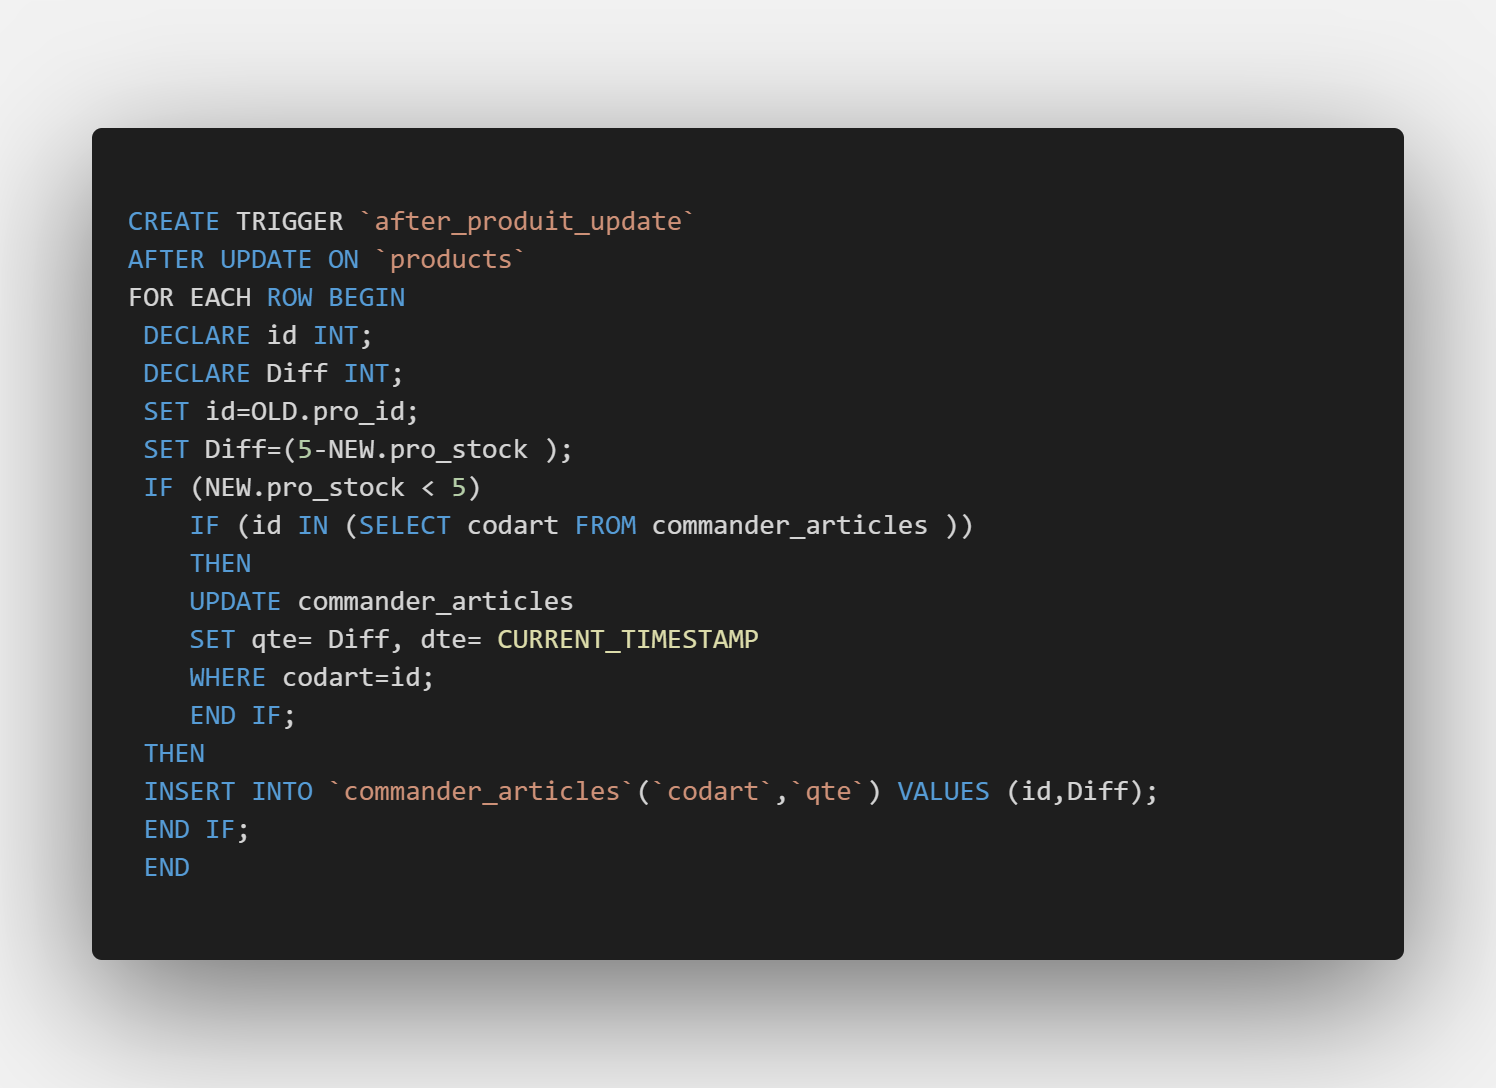 CREATE TRIGGER `after_produit_update`
AFTER UPDATE ON `products`
FOR EACH ROW BEGIN
 DECLARE id INT;
 DECLARE Diff INT;
 SET id=OLD.pro_id;
 SET Diff=(5-NEW.pro_stock );
 IF (NEW.pro_stock < 5)
    IF (id IN (SELECT codart FROM commander_articles ))
    THEN
    UPDATE commander_articles
    SET qte= Diff, dte= CURRENT_TIMESTAMP
    WHERE codart=id;
    END IF;
 THEN
 INSERT INTO `commander_articles`(`codart`,`qte`) VALUES (id,Diff);
 END IF;
 END